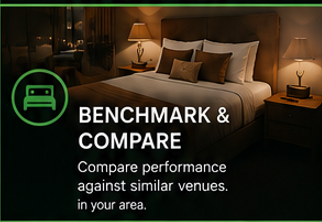 BENCHMARK &
COMPARE
Compare performance
against similar venues.
in your area.